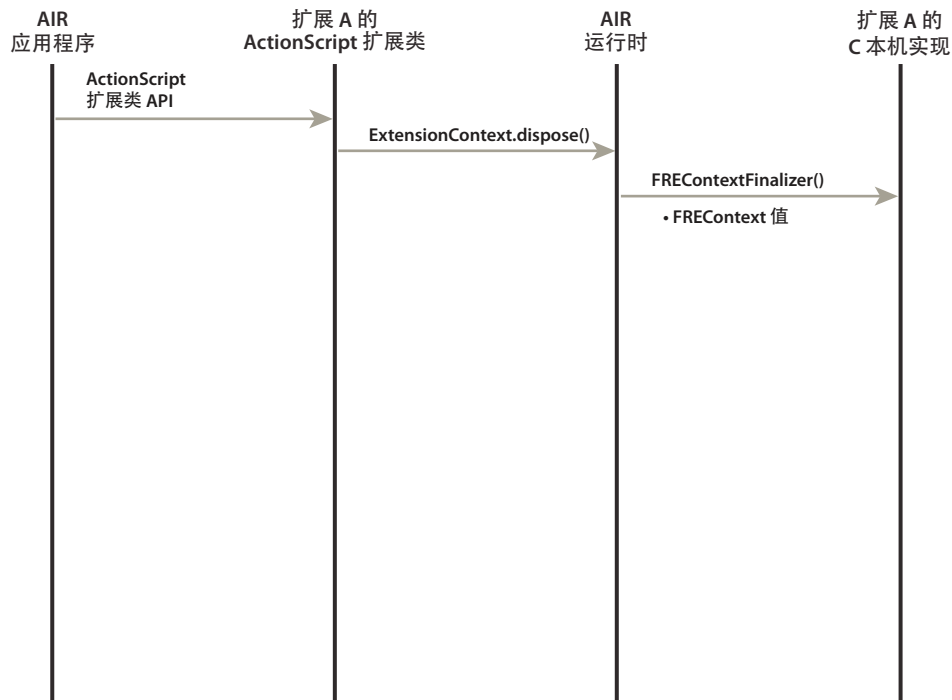 AIR
应用程序
扩展 A 的
ActionScript 扩展类
AIR
运行时
扩展 A 的
C 本机实现
ActionScript
扩展类 API
ExtensionContext.dispose()
FREContextFinalizer()
• FREContext 值